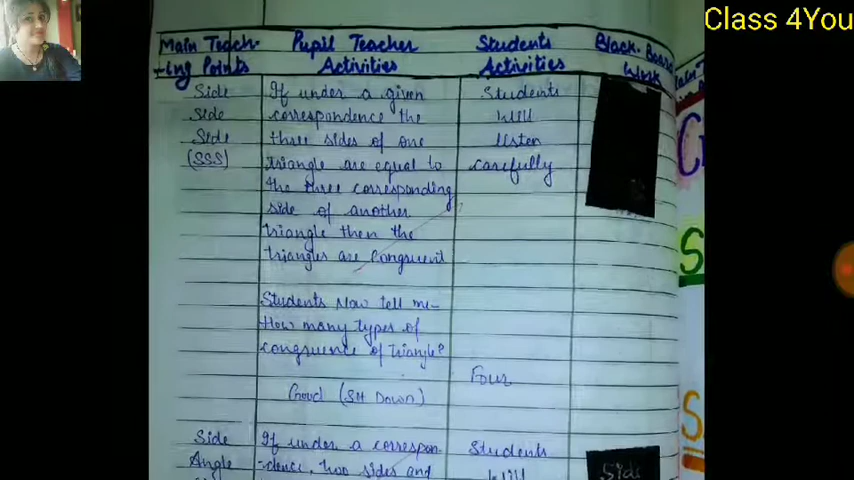 Class 4You
Main Teach-
-ing Points
Pupil Teacher
Activities
Students
Activities
Black-Board
Work
Side
Side
Side
(SSS)
If under a given
correspondence the
three sides of one
triangle are equal to
the three corresponding
side of another
triangle then the
triangles are Congruent
Students
will
listen
carefully
Students Now tell me-
How many types of
congruence of triangle?
Four
Good (Sit Down)
Side
Angle
If under a correspon-
-dence, two sides and
Students
will
Side